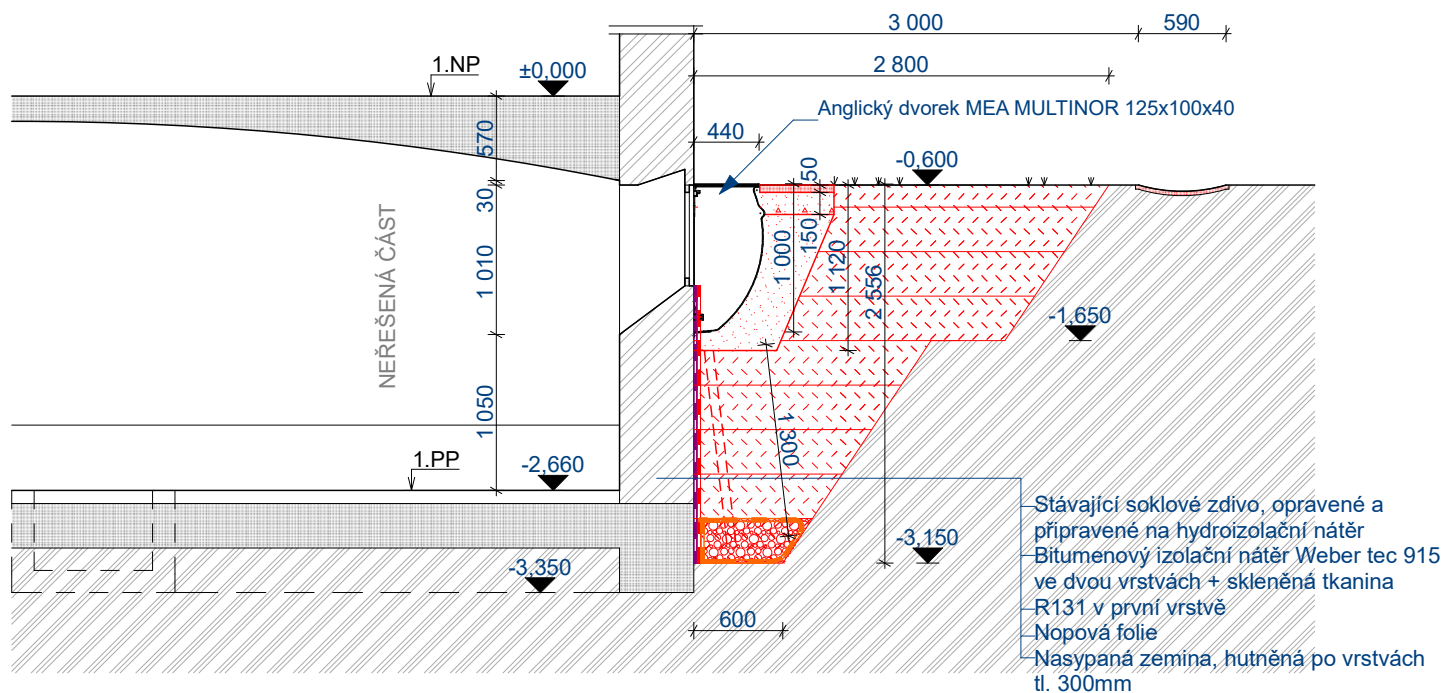 3 000
590
1.NP
±0,000
2 800
Anglický dvorek MEA MULTINOR 125x100x40
440
570
50
-0,600
30
150
1 000
1 120
2 556
1 010
NEŘEŠENÁ ČÁST
-1,650
1 050
1 300
1.PP
-2,660
Stávající soklové zdivo, opravené a
připravené na hydroizolační nátěr
Bitumenový izolační nátěr Weber tec 915
ve dvou vrstvách + skleněná tkanina
R131 v první vrstvě
Nopová folie
Nasypaná zemina, hutněná po vrstvách
tl. 300mm
-3,150
-3,350
600